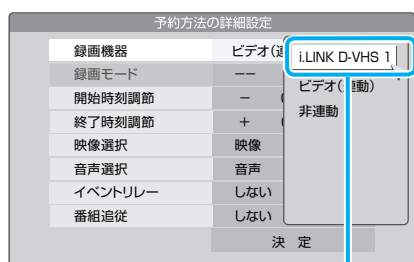 予約方法の詳細設定
録画機器 ビデオ(連
録画モード －－
開始時刻調節 －
終了時刻調節 ＋
映像選択 映像
音声選択 音声
イベントリレー しない
番組追従 しない
決 定
i.LINK D-VHS 1
ビデオ(連動)
非連動